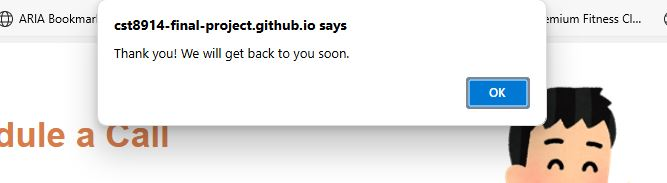 ARIA Bookmar
cst8914-final-project.github.io says
emium Fitness Cl...
Thank you! We will get back to you soon.
OK
dule a Call